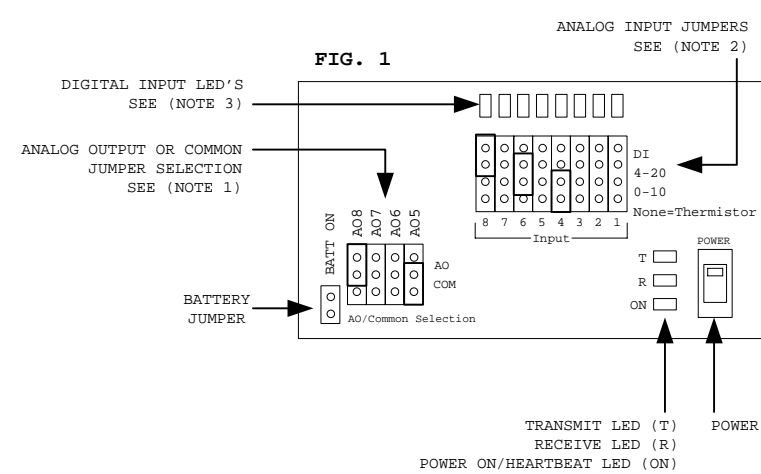 ANALOG INPUT JUMPERS
SEE (NOTE 2)
FIG. 1
DIGITAL INPUT LED'S
SEE (NOTE 3)
ANALOG OUTPUT OR COMMON
JUMPER SELECTION
SEE (NOTE 1)
DI
4-20
0-10
None=Thermistor
8 7 6 5 4 3 2 1
Input
BATT ON
AO8
AO7
AO6
AO5
AO
COM
AO/Common Selection
BATTERY
JUMPER
POWER
T
R
ON
TRANSMIT LED (T)
RECEIVE LED (R)
POWER ON/HEARTBEAT LED (ON)
POWER